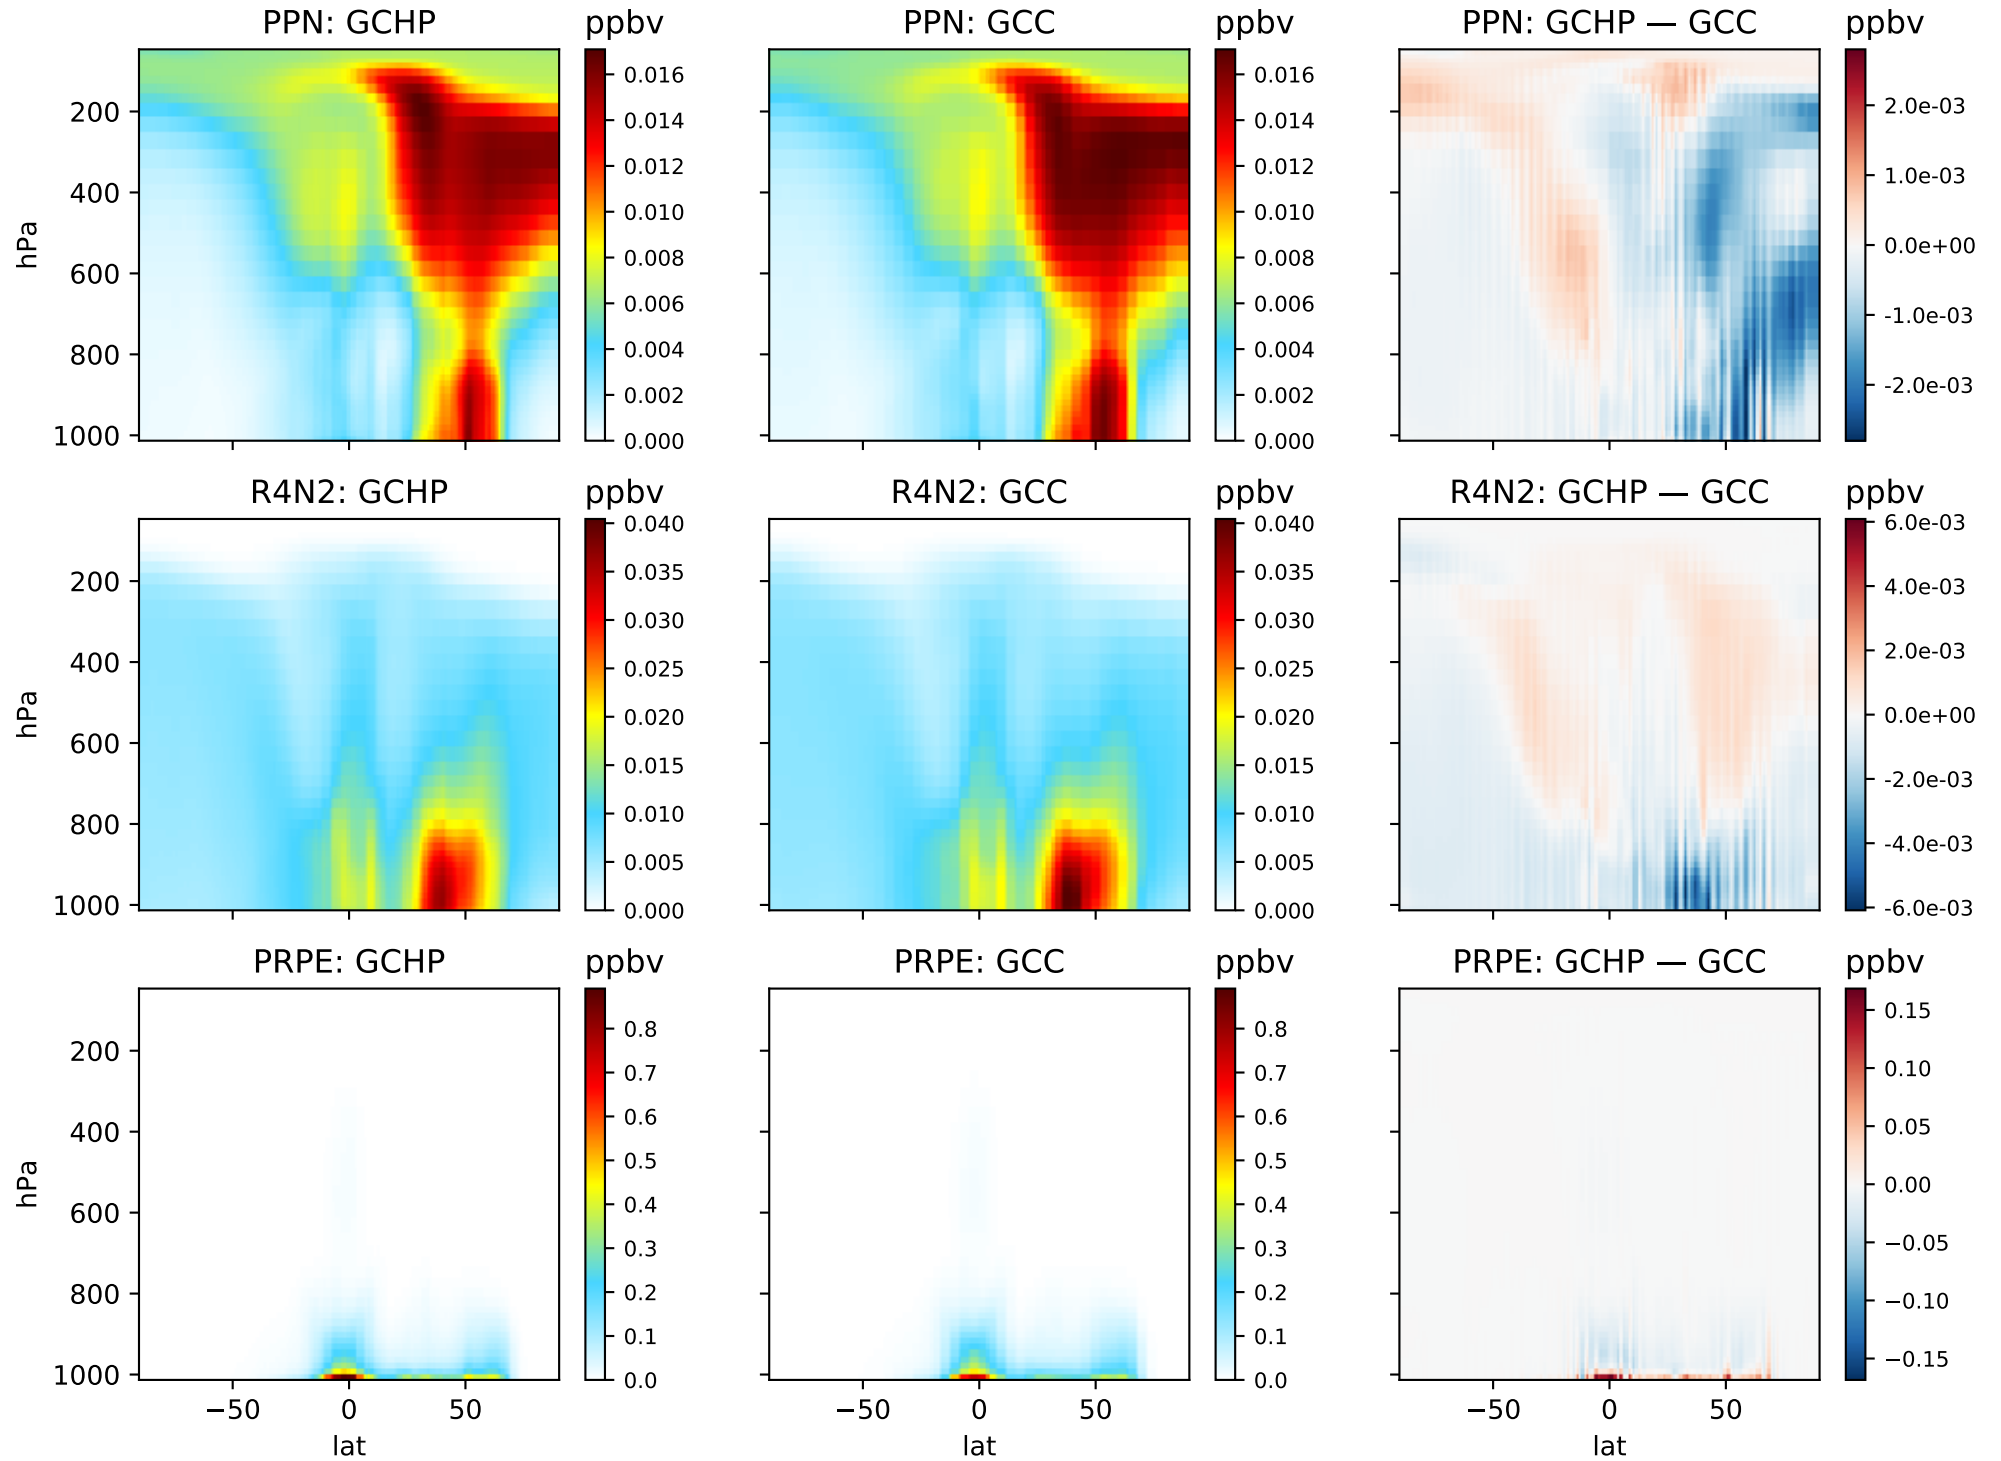 PPN: GCHP
ppbv
PPN: GCC
ppbv
PPN: GCHP — GCC
ppbv
200
400
600
800
1000
hPa
0.016
0.014
0.012
0.010
0.008
0.006
0.004
0.002
0.000
0.016
0.014
0.012
0.010
0.008
0.006
0.004
0.002
0.000
2.0e-03
1.0e-03
0.0e+00
-1.0e-03
-2.0e-03
R4N2: GCHP
ppbv
R4N2: GCC
ppbv
R4N2: GCHP — GCC
ppbv
200
400
600
800
1000
hPa
0.040
0.035
0.030
0.025
0.020
0.015
0.010
0.005
0.000
0.040
0.035
0.030
0.025
0.020
0.015
0.010
0.005
0.000
6.0e-03
4.0e-03
2.0e-03
0.0e+00
-2.0e-03
-4.0e-03
-6.0e-03
PRPE: GCHP
ppbv
PRPE: GCC
ppbv
PRPE: GCHP — GCC
ppbv
200
400
600
800
1000
hPa
0.8
0.7
0.6
0.5
0.4
0.3
0.2
0.1
0.0
0.8
0.7
0.6
0.5
0.4
0.3
0.2
0.1
0.0
0.15
0.10
0.05
0.00
−0.05
−0.10
−0.15
−50 0 50
lat
−50 0 50
lat
−50 0 50
lat